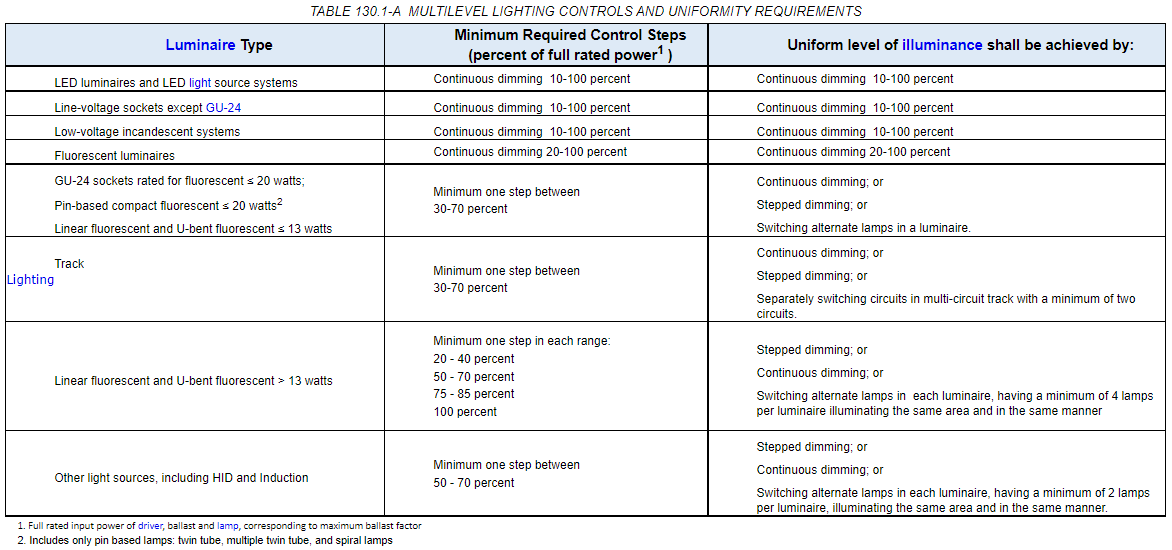 TABLE 130.1-A MULTILEVEL LIGHTING CONTROLS AND UNIFORMITY REQUIREMENTS
Luminaire Type
Minimum Required Control Steps
(percent of full rated power1 )
Uniform level of illuminance shall be achieved by:
LED luminaires and LED light source systems
Continuous dimming 10-100 percent
Continuous dimming 10-100 percent
Line-voltage sockets except GU-24
Continuous dimming 10-100 percent
Continuous dimming 10-100 percent
Low-voltage incandescent systems
Continuous dimming 10-100 percent
Continuous dimming 10-100 percent
Fluorescent luminaires
Continuous dimming 20-100 percent
Continuous dimming 20-100 percent
GU-24 sockets rated for fluorescent ≤ 20 watts;
Pin-based compact fluorescent ≤ 20 watts2
Linear fluorescent and U-bent fluorescent ≤ 13 watts
Minimum one step between
30-70 percent
Continuous dimming; or
Stepped dimming; or
Switching alternate lamps in a luminaire.
Track
Lighting
Minimum one step between
30-70 percent
Continuous dimming; or
Stepped dimming; or
Separately switching circuits in multi-circuit track with a minimum of two
circuits.
Linear fluorescent and U-bent fluorescent > 13 watts
Minimum one step in each range:
20 - 40 percent
50 - 70 percent
75 - 85 percent
100 percent
Stepped dimming; or
Continuous dimming; or
Switching alternate lamps in each luminaire, having a minimum of 4 lamps
per luminaire illuminating the same area and in the same manner
Other light sources, including HID and Induction
Minimum one step between
50 - 70 percent
Stepped dimming; or
Continuous dimming; or
Switching alternate lamps in each luminaire, having a minimum of 2 lamps
per luminaire, illuminating the same area and in the same manner.
1. Full rated input power of driver, ballast and lamp, corresponding to maximum ballast factor
2. Includes only pin based lamps: twin tube, multiple twin tube, and spiral lamps